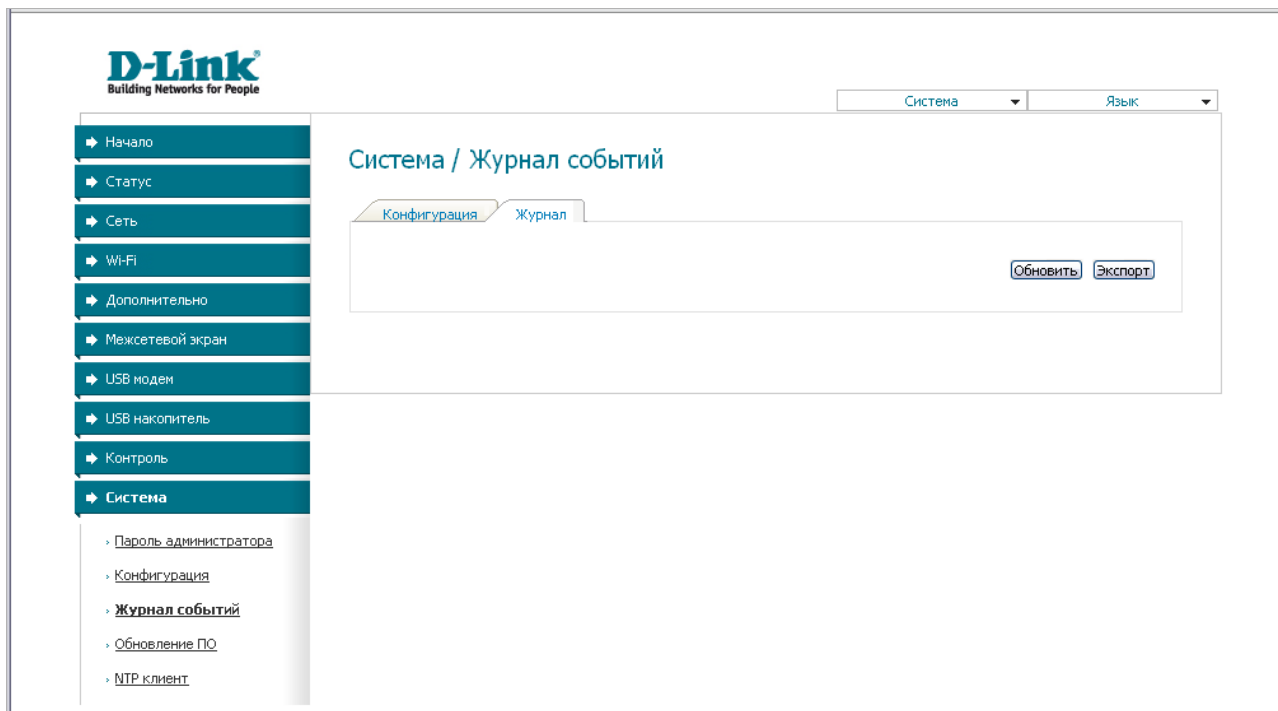 D-Link
Building Networks for People
Система
Язык
Начало
Статус
Сеть
Wi-Fi
Дополнительно
Межсетевой экран
USB модем
USB накопитель
Контроль
Система
Пароль администратора
Конфигурация
Журнал событий
Обновление ПО
NTP клиент
Система / Журнал событий
Конфигурация
Журнал
Обновить
Экспорт